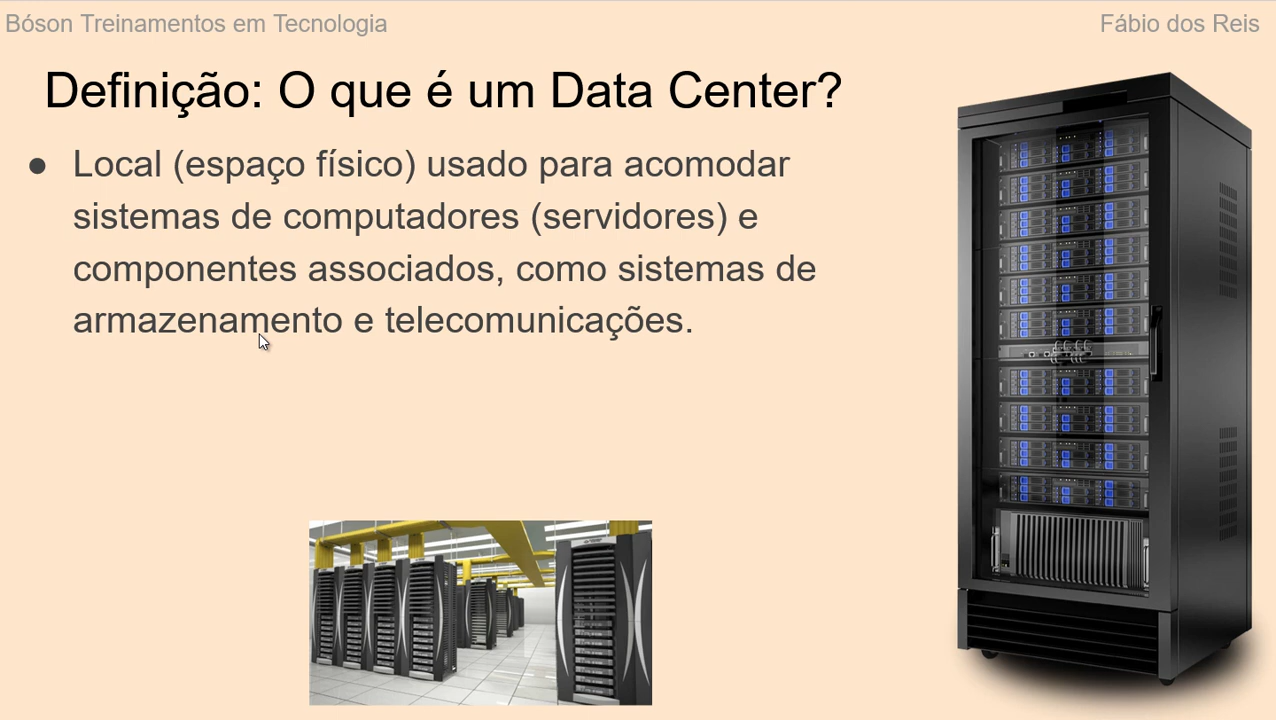 Bóson Treinamentos em Tecnologia
Fábio dos Reis
Definição: O que é um Data Center?
● Local (espaço físico) usado para acomodar
sistemas de computadores (servidores) e
componentes associados, como sistemas de
armazenamento e telecomunicações.